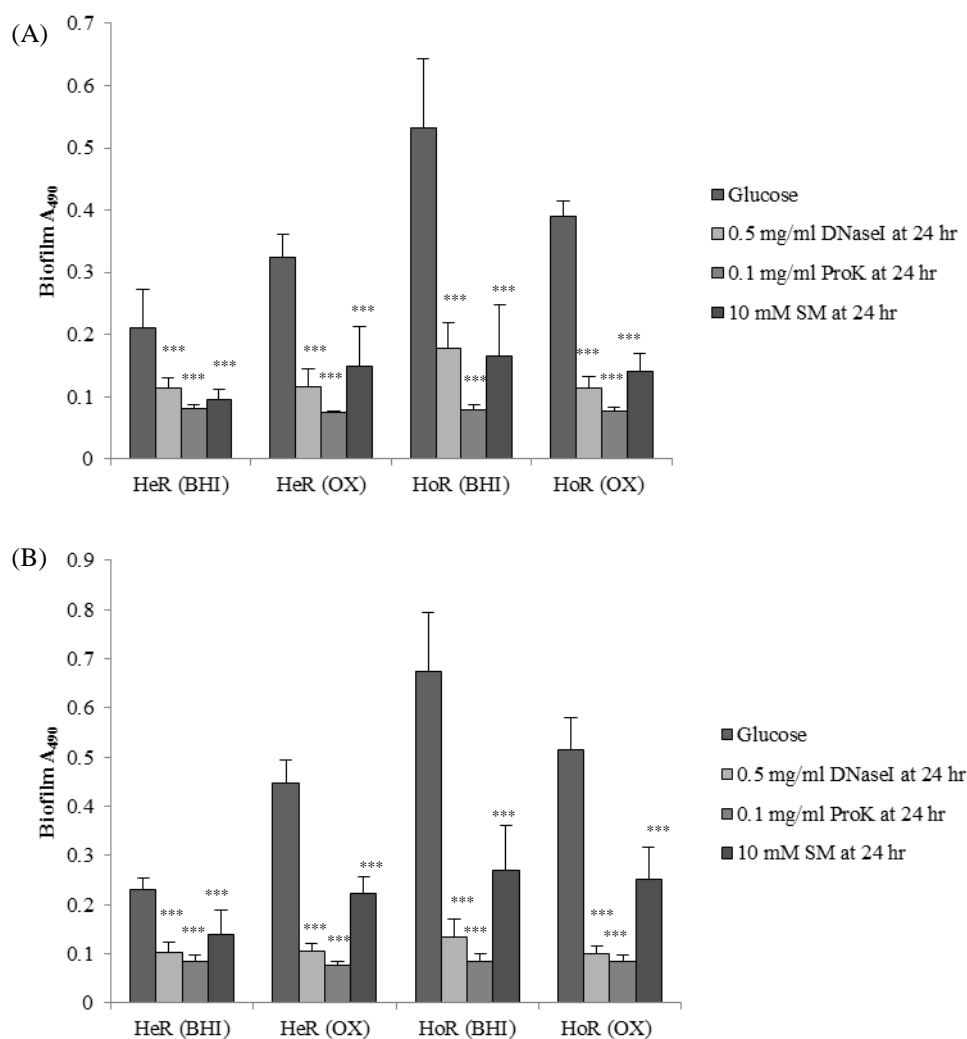 (A)
0.7
0.6
0.5
0.4
0.3
0.2
0.1
0
Biofilm A490
*** *** ***
*** *** ***
*** *** ***
*** *** ***
HeR (BHI) HeR (OX) HoR (BHI) HoR (OX)
Glucose
0.5 mg/ml DNaseI at 24 hr
0.1 mg/ml ProK at 24 hr
10 mM SM at 24 hr
(B)
0.9
0.8
0.7
0.6
0.5
0.4
0.3
0.2
0.1
0
Biofilm A490
*** *** ***
*** *** ***
*** *** ***
*** *** ***
HeR (BHI) HeR (OX) HoR (BHI) HoR (OX)
Glucose
0.5 mg/ml DNaseI at 24 hr
0.1 mg/ml ProK at 24 hr
10 mM SM at 24 hr